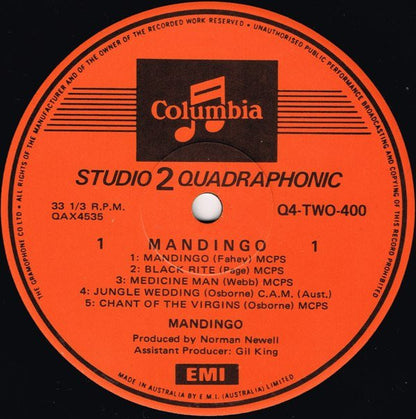 THE GRAMOPHONE CO LTD • ALL RIGHTS OF THE MANUFACTURER AND OF THE OWNER OF THE RECORDED WORK RESERVED • UNAUTHORISED PUBLIC PERFORMANCE BROADCASTING AND COPYING OF THIS RECORD PROHIBITED
Columbia
STUDIO 2 QUADRAPHONIC
33 1/3 R.P.M.
QAX4535
Q4-TWO-400
1 MANDINGO 1
1: MANDINGO (Fahey) MCPS
2: BLACK RITE (Page) MCPS
3: MEDICINE MAN (Webb) MCPS
4: JUNGLE WEDDING (Osborne) C.A.M. (Aust.)
5: CHANT OF THE VIRGINS (Osborne) MCPS
MANDINGO
Produced by Norman Newell
Assistant Producer: Gil King
EMI
MADE IN AUSTRALIA BY E.M.I. (AUSTRALIA) LIMITED